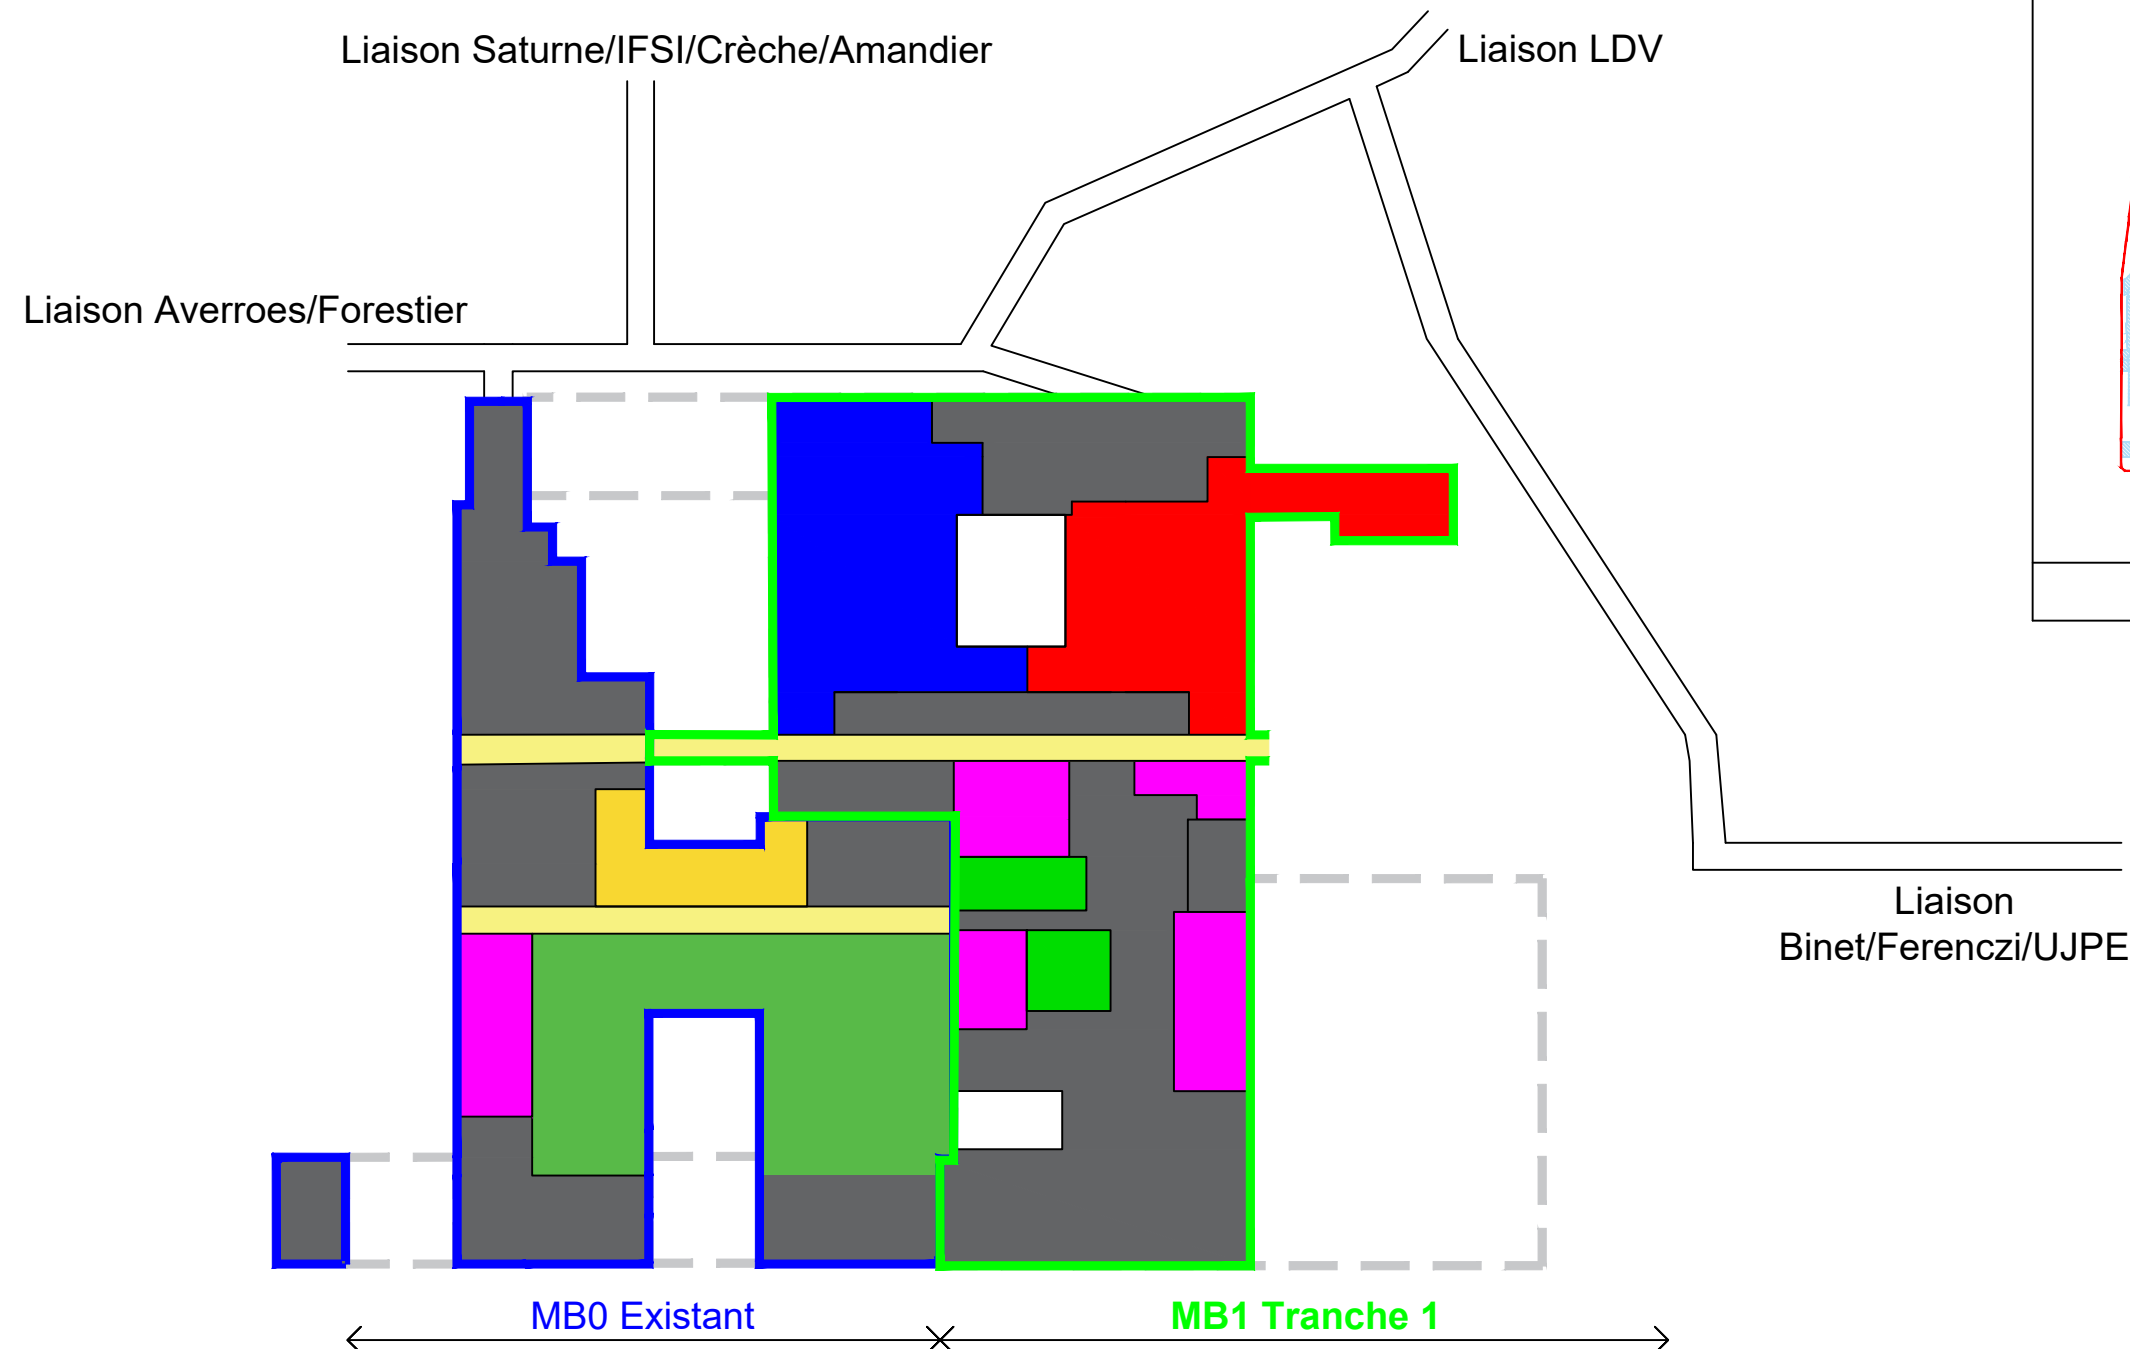 Liaison Saturne/IFSI/Crèche/Amandier
Liaison LDV
Liaison Averroes/Forestier
Liaison
Binet/Ferenczi/UJPE
MB0 Existant
MB1 Tranche 1